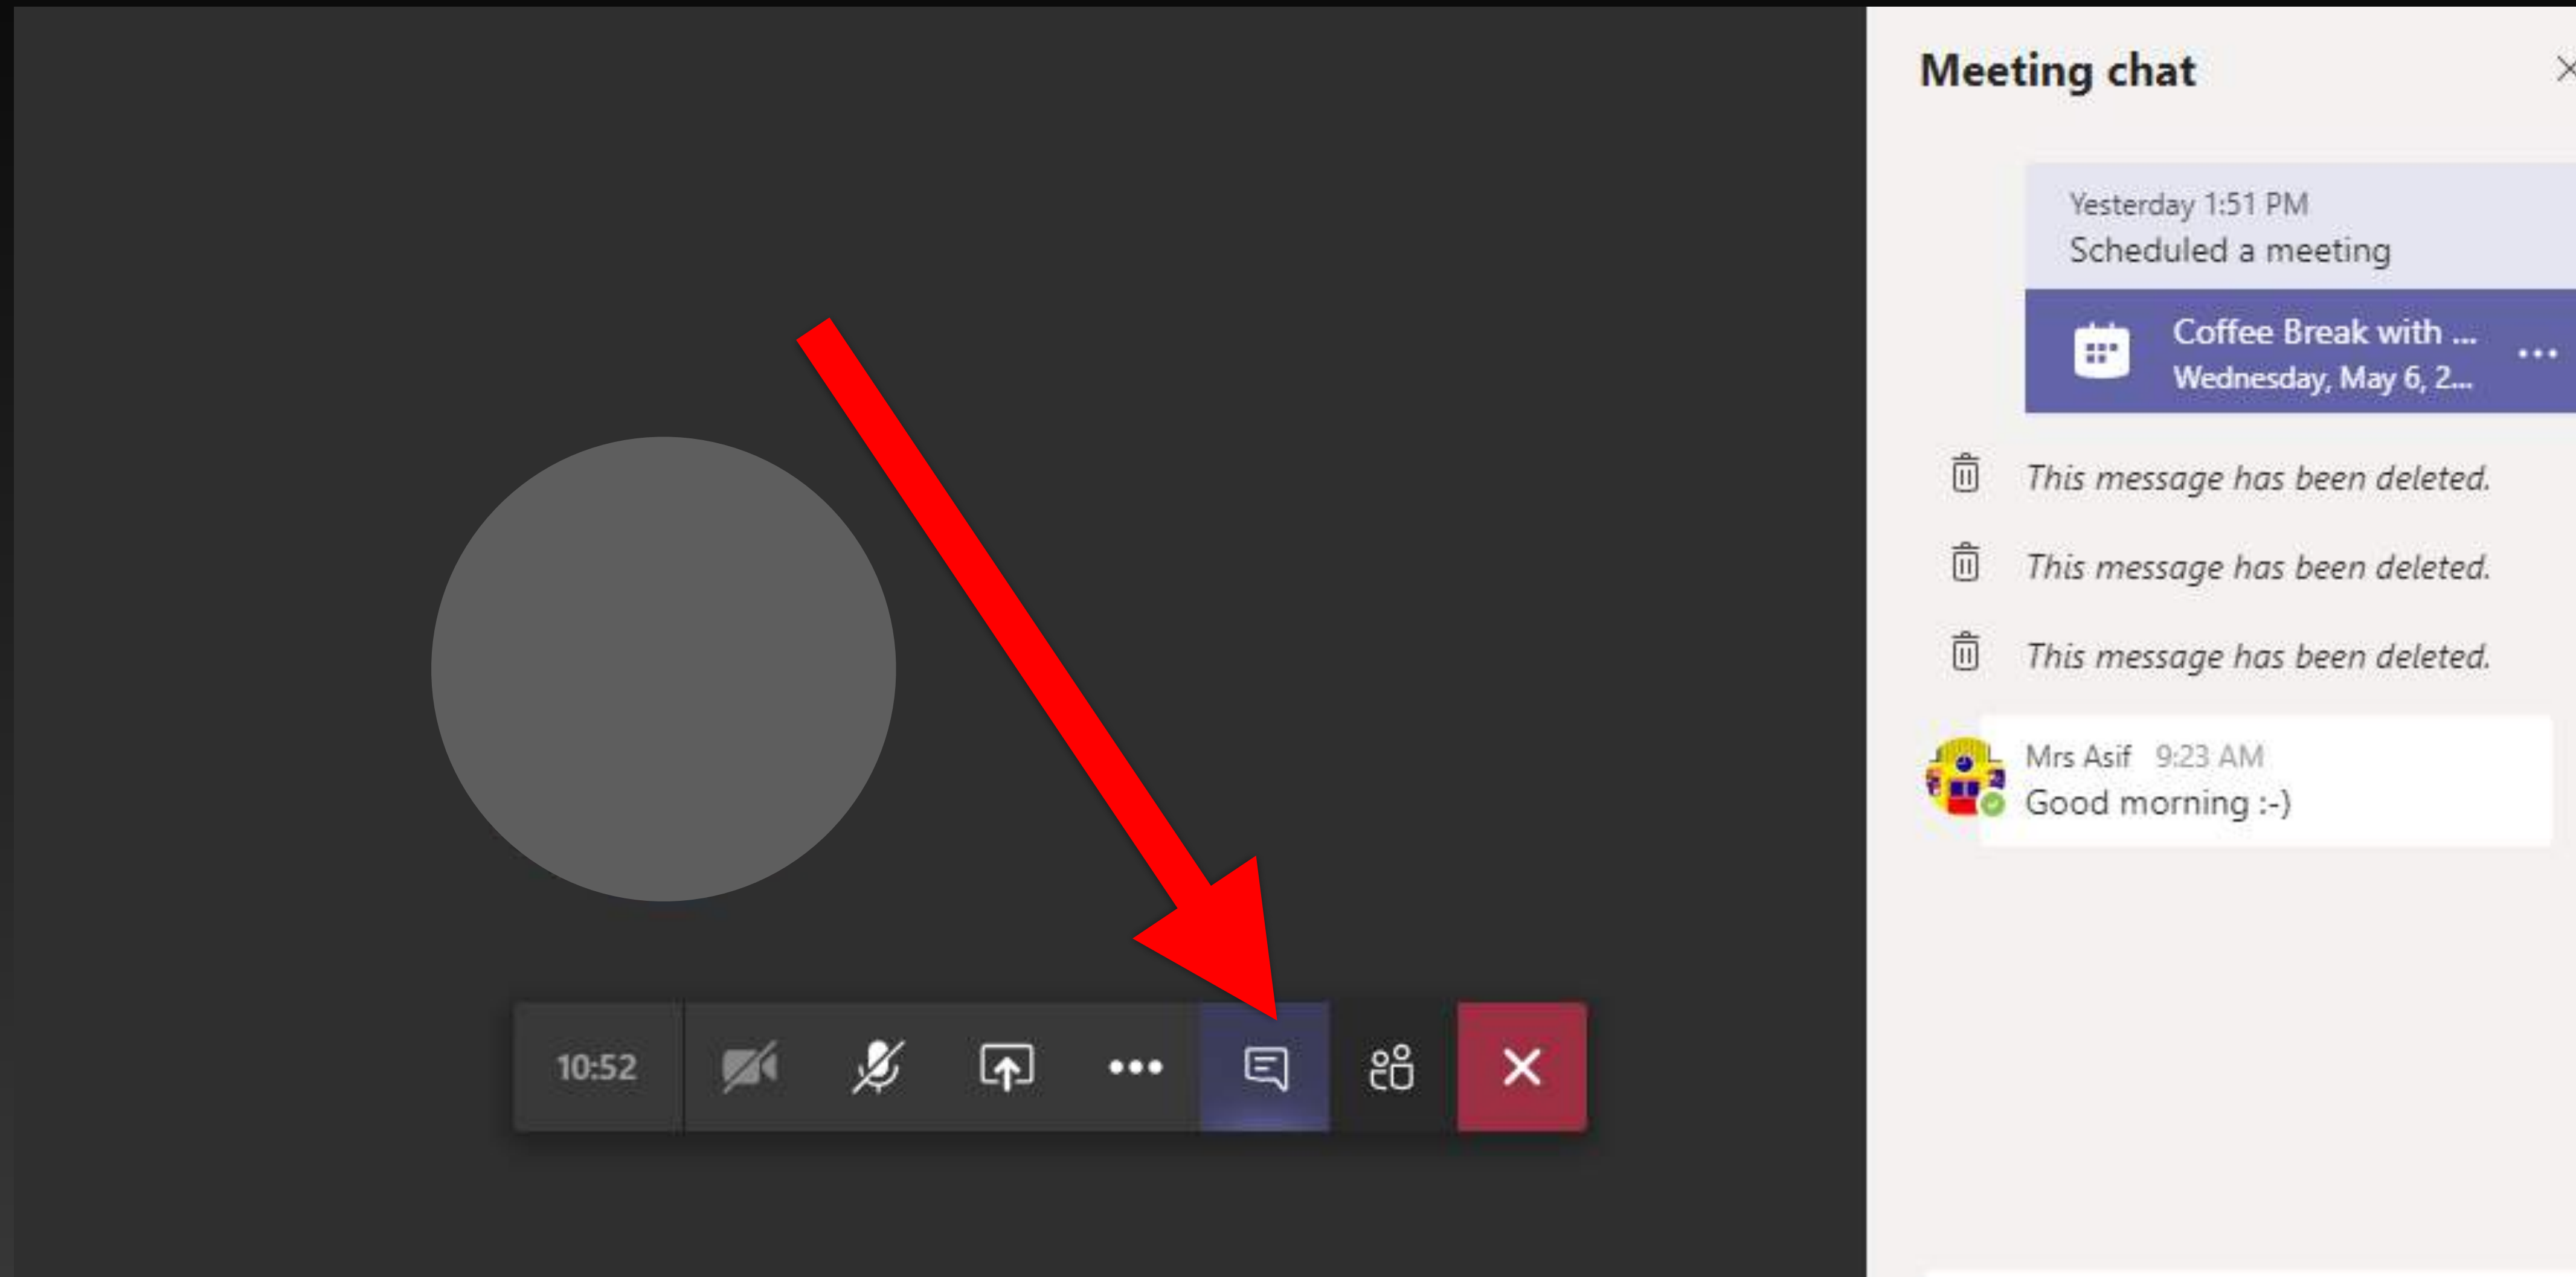 Meeting chat
Yesterday 1:51 PM
Scheduled a meeting
Coffee Break with ...
Wednesday, May 6, 2...
This message has been deleted.
This message has been deleted.
This message has been deleted.
Mrs Asif 9:23 AM
Good morning :-)
10:52